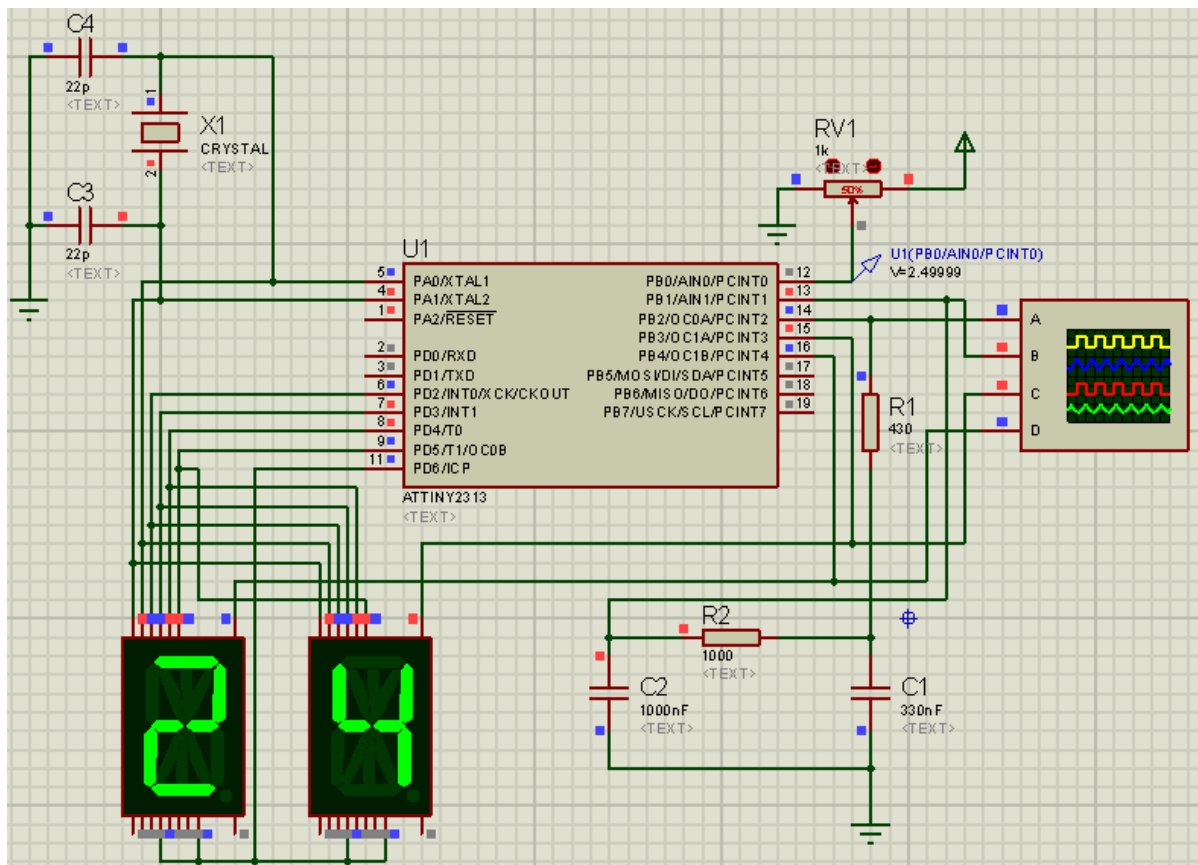 C4
22p
<TEXT>
1
X1
CRYSTAL
<TEXT>
2
C3
22p
<TEXT>
RV1
1k
<TEXT>
50%
U1(PB0/AIN0/PCINT0)
V=2.49999
U1
5 PA0/XTAL1 PB0/AIN0/PCINT0 12
4 PA1/XTAL2 PB1/AIN1/PCINT1 13
1 PA2/RESET PB2/OC0A/PCINT2 14
PB3/OC1A/PCINT3 15
2 PD0/RXD PB4/OC1B/PCINT4 16
3 PD1/TXD PB5/MOSI/DI/SDA/PCINT5 17
6 PD2/INT0/XCK/CKOUT PB6/MISO/DO/PCINT6 18
7 PD3/INT1 PB7/USCK/SCL/PCINT7 19
8 PD4/T0
9 PD5/T1/OC0B
11 PD6/ICP
ATTINY2313
<TEXT>
A
B
C
D
R1
430
<TEXT>
R2
1000
<TEXT>
C2
1000nF
<TEXT>
C1
330nF
<TEXT>
24